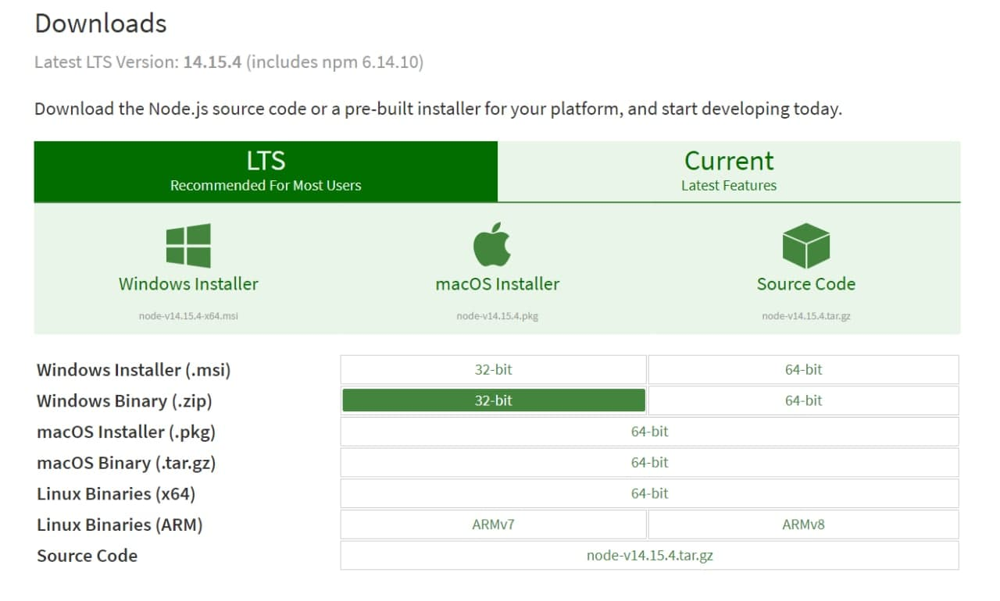 Downloads
Latest LTS Version: 14.15.4 (includes npm 6.14.10)
Download the Node.js source code or a pre-built installer for your platform, and start developing today.
LTS
Recommended For Most Users
Current
Latest Features
Windows Installer
node-v14.15.4-x64.msi
macOS Installer
node-v14.15.4.pkg
Source Code
node-v14.15.4.tar.gz
Windows Installer (.msi) 32-bit 64-bit
Windows Binary (.zip) 32-bit 64-bit
macOS Installer (.pkg) 64-bit
macOS Binary (.tar.gz) 64-bit
Linux Binaries (x64) 64-bit
Linux Binaries (ARM) ARMv7 ARMv8
Source Code node-v14.15.4.tar.gz